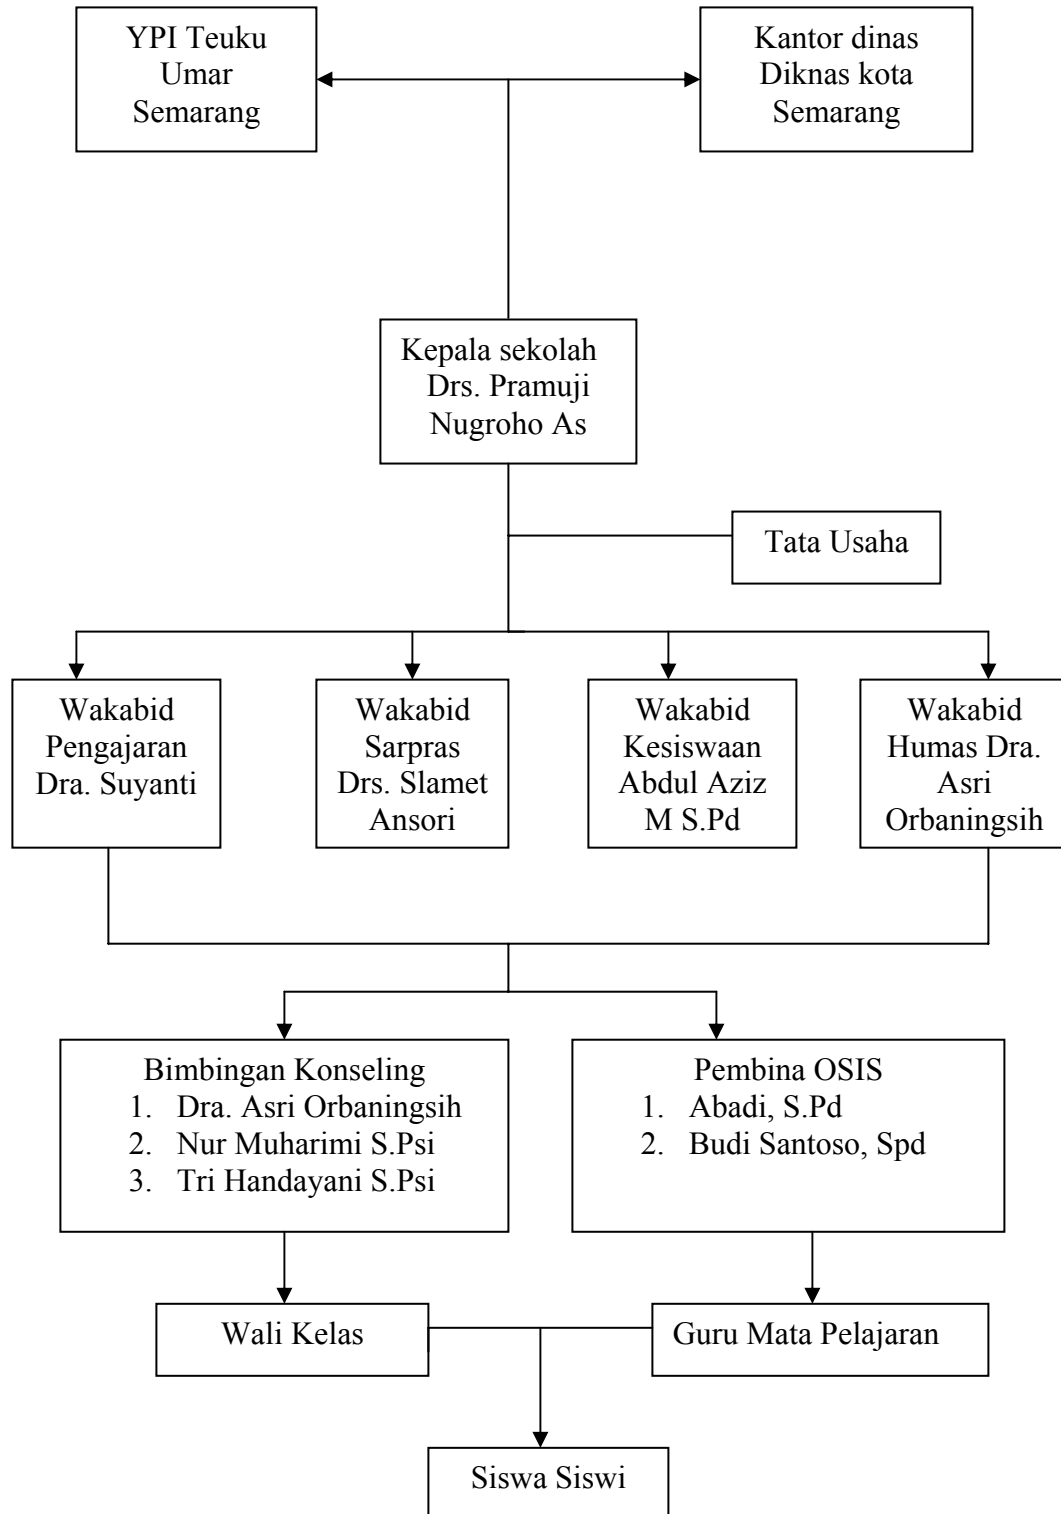 YPI Teuku
Umar
Semarang
Kantor dinas
Diknas kota
Semarang
Kepala sekolah
Drs. Pramuji
Nugroho As
Tata Usaha
Wakabid
Pengajaran
Dra. Suyanti
Wakabid
Sarpras
Drs. Slamet
Ansori
Wakabid
Kesiswaan
Abdul Aziz
M S.Pd
Wakabid
Humas Dra.
Asri
Orbaningsih
Bimbingan Konseling
1. Dra. Asri Orbaningsih
2. Nur Muharimi S.Psi
3. Tri Handayani S.Psi
Pembina OSIS
1. Abadi, S.Pd
2. Budi Santoso, Spd
Wali Kelas
Guru Mata Pelajaran
Siswa Siswi